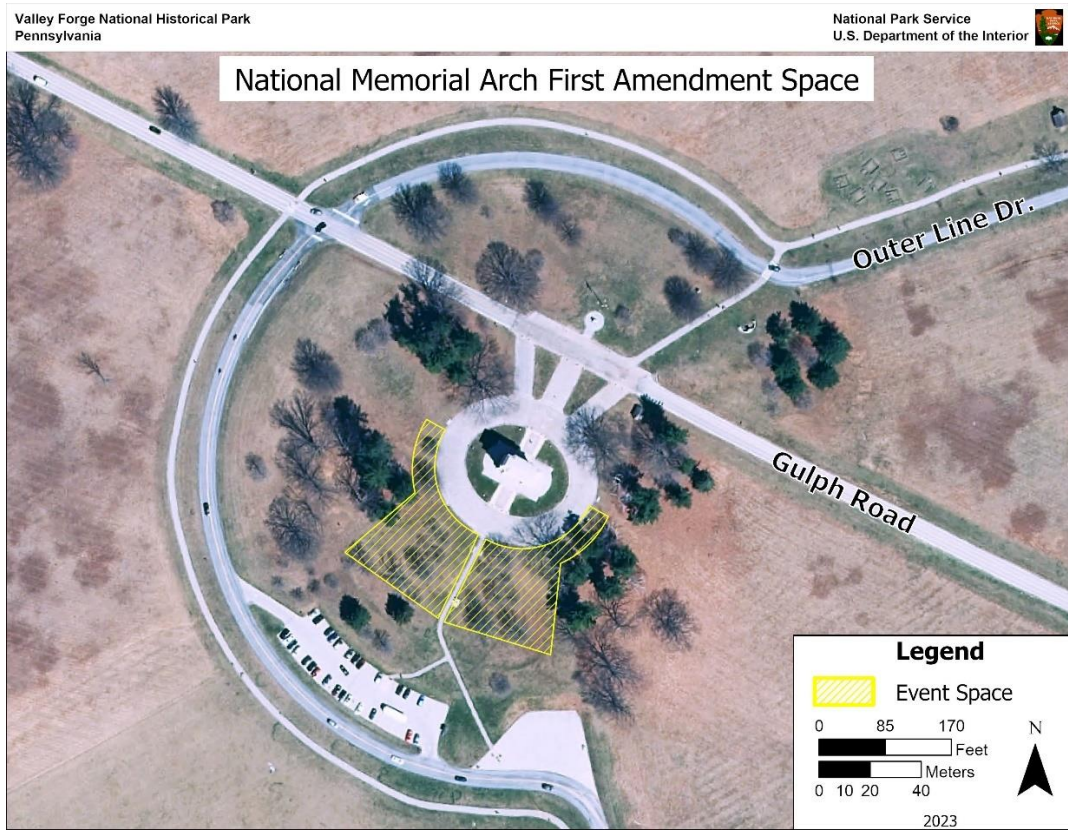 Valley Forge National Historical Park
Pennsylvania
National Park Service
U.S. Department of the Interior
National Memorial Arch First Amendment Space
Outer Line Dr.
Gulph Road
Legend
Event Space
0 85 170
Feet
Meters
0 10 20 40
N
2023